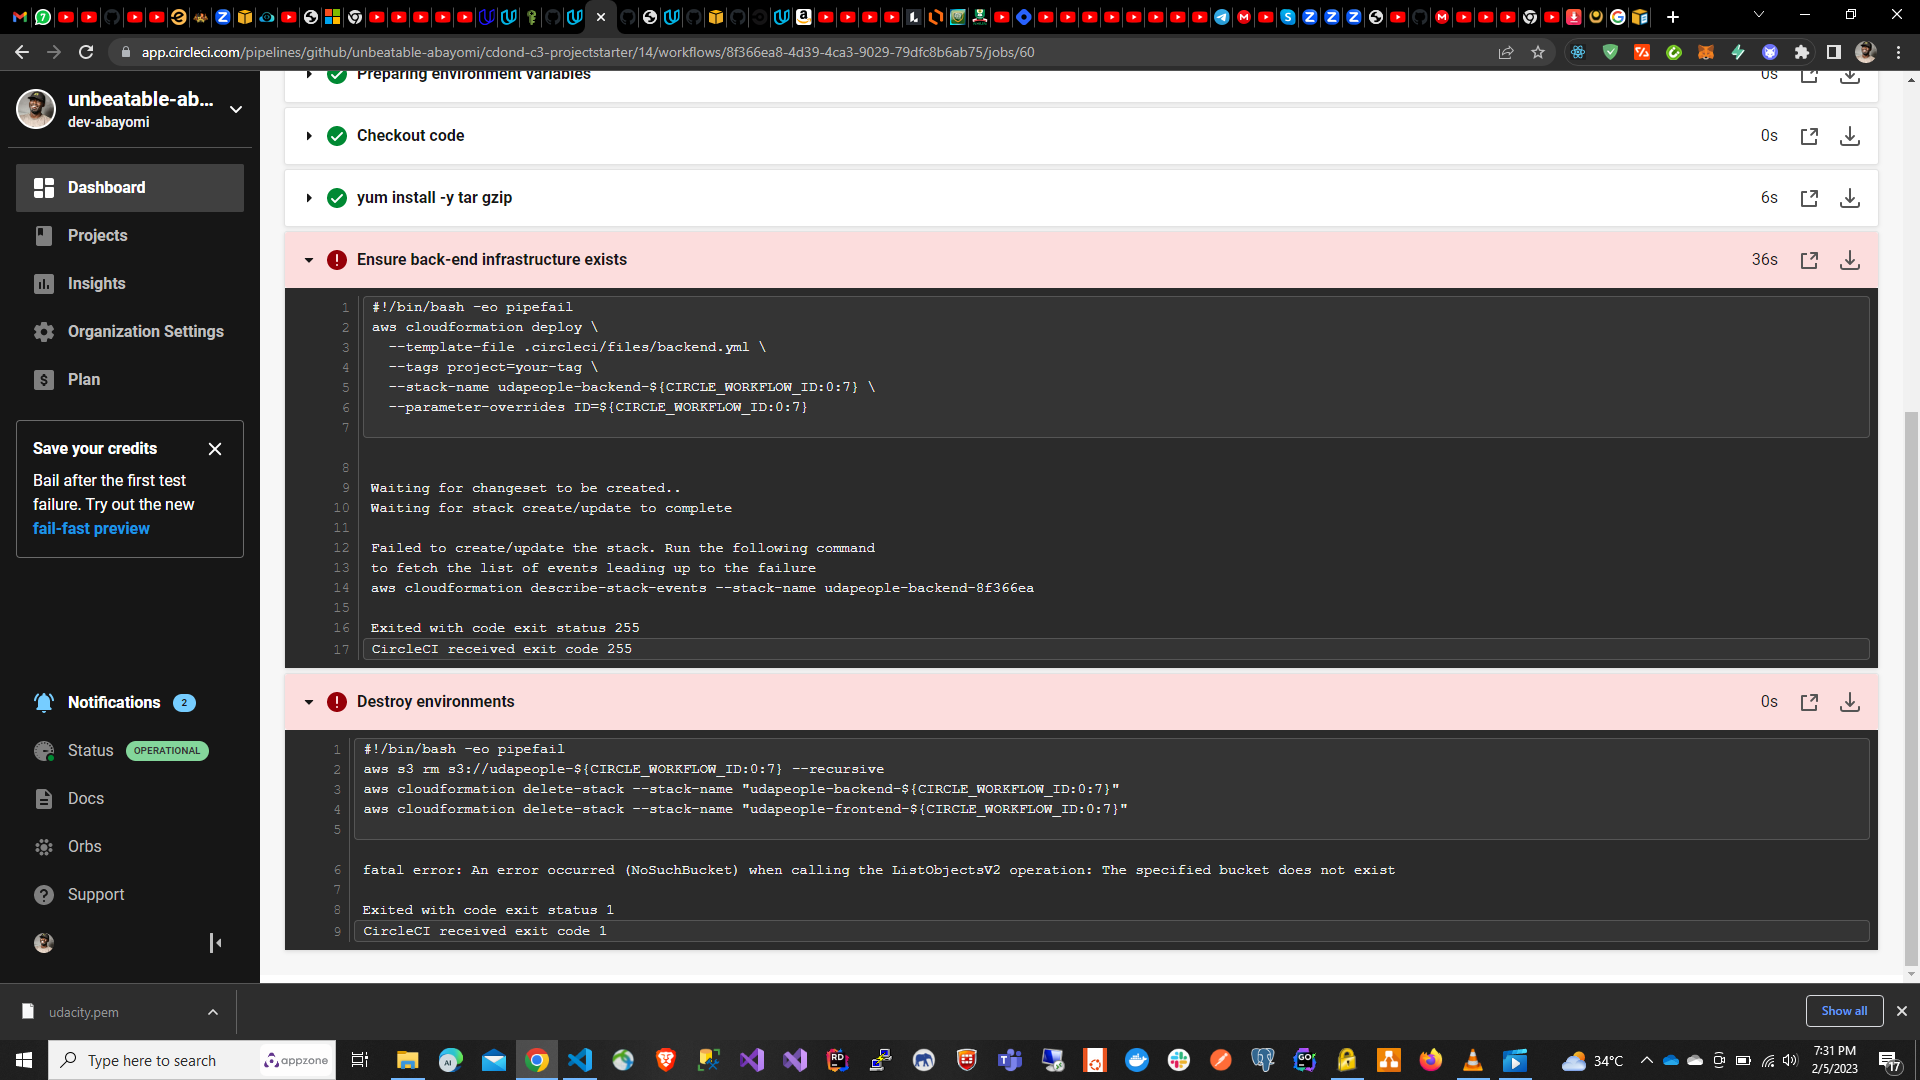 app.circleci.com/pipelines/github/unbeatable-abayomi/cdond-c3-projectstarter/14/workflows/8f366ea8-4d39-4ca3-9029-79dfc8b6ab75/jobs/60
unbeatable-ab...
dev-abayomi
Dashboard
Projects
Insights
Organization Settings
Plan
Save your credits
Bail after the first test
failure. Try out the new
fail-fast preview
Notifications 2
Status OPERATIONAL
Docs
Orbs
Support
Preparing environment variables 0s
Checkout code 0s
yum install -y tar gzip 6s
Ensure back-end infrastructure exists 36s
1 #!/bin/bash -eo pipefail
2 aws cloudformation deploy \
3 --template-file .circleci/files/backend.yml \
4 --tags project=your-tag \
5 --stack-name udapeople-backend-${CIRCLE_WORKFLOW_ID:0:7} \
6 --parameter-overrides ID=${CIRCLE_WORKFLOW_ID:0:7}
7
8
9 Waiting for changeset to be created..
10 Waiting for stack create/update to complete
11
12 Failed to create/update the stack. Run the following command
13 to fetch the list of events leading up to the failure
14 aws cloudformation describe-stack-events --stack-name udapeople-backend-8f366ea
15
16 Exited with code exit status 255
17 CircleCI received exit code 255
Destroy environments 0s
1 #!/bin/bash -eo pipefail
2 aws s3 rm s3://udapeople-${CIRCLE_WORKFLOW_ID:0:7} --recursive
3 aws cloudformation delete-stack --stack-name "udapeople-backend-${CIRCLE_WORKFLOW_ID:0:7}"
4 aws cloudformation delete-stack --stack-name "udapeople-frontend-${CIRCLE_WORKFLOW_ID:0:7}"
5
6 fatal error: An error occurred (NoSuchBucket) when calling the ListObjectsV2 operation: The specified bucket does not exist
7
8 Exited with code exit status 1
9 CircleCI received exit code 1
udacity.pem
Show all
Type here to search
appzone
34°C
7:31 PM
2/5/2023
17